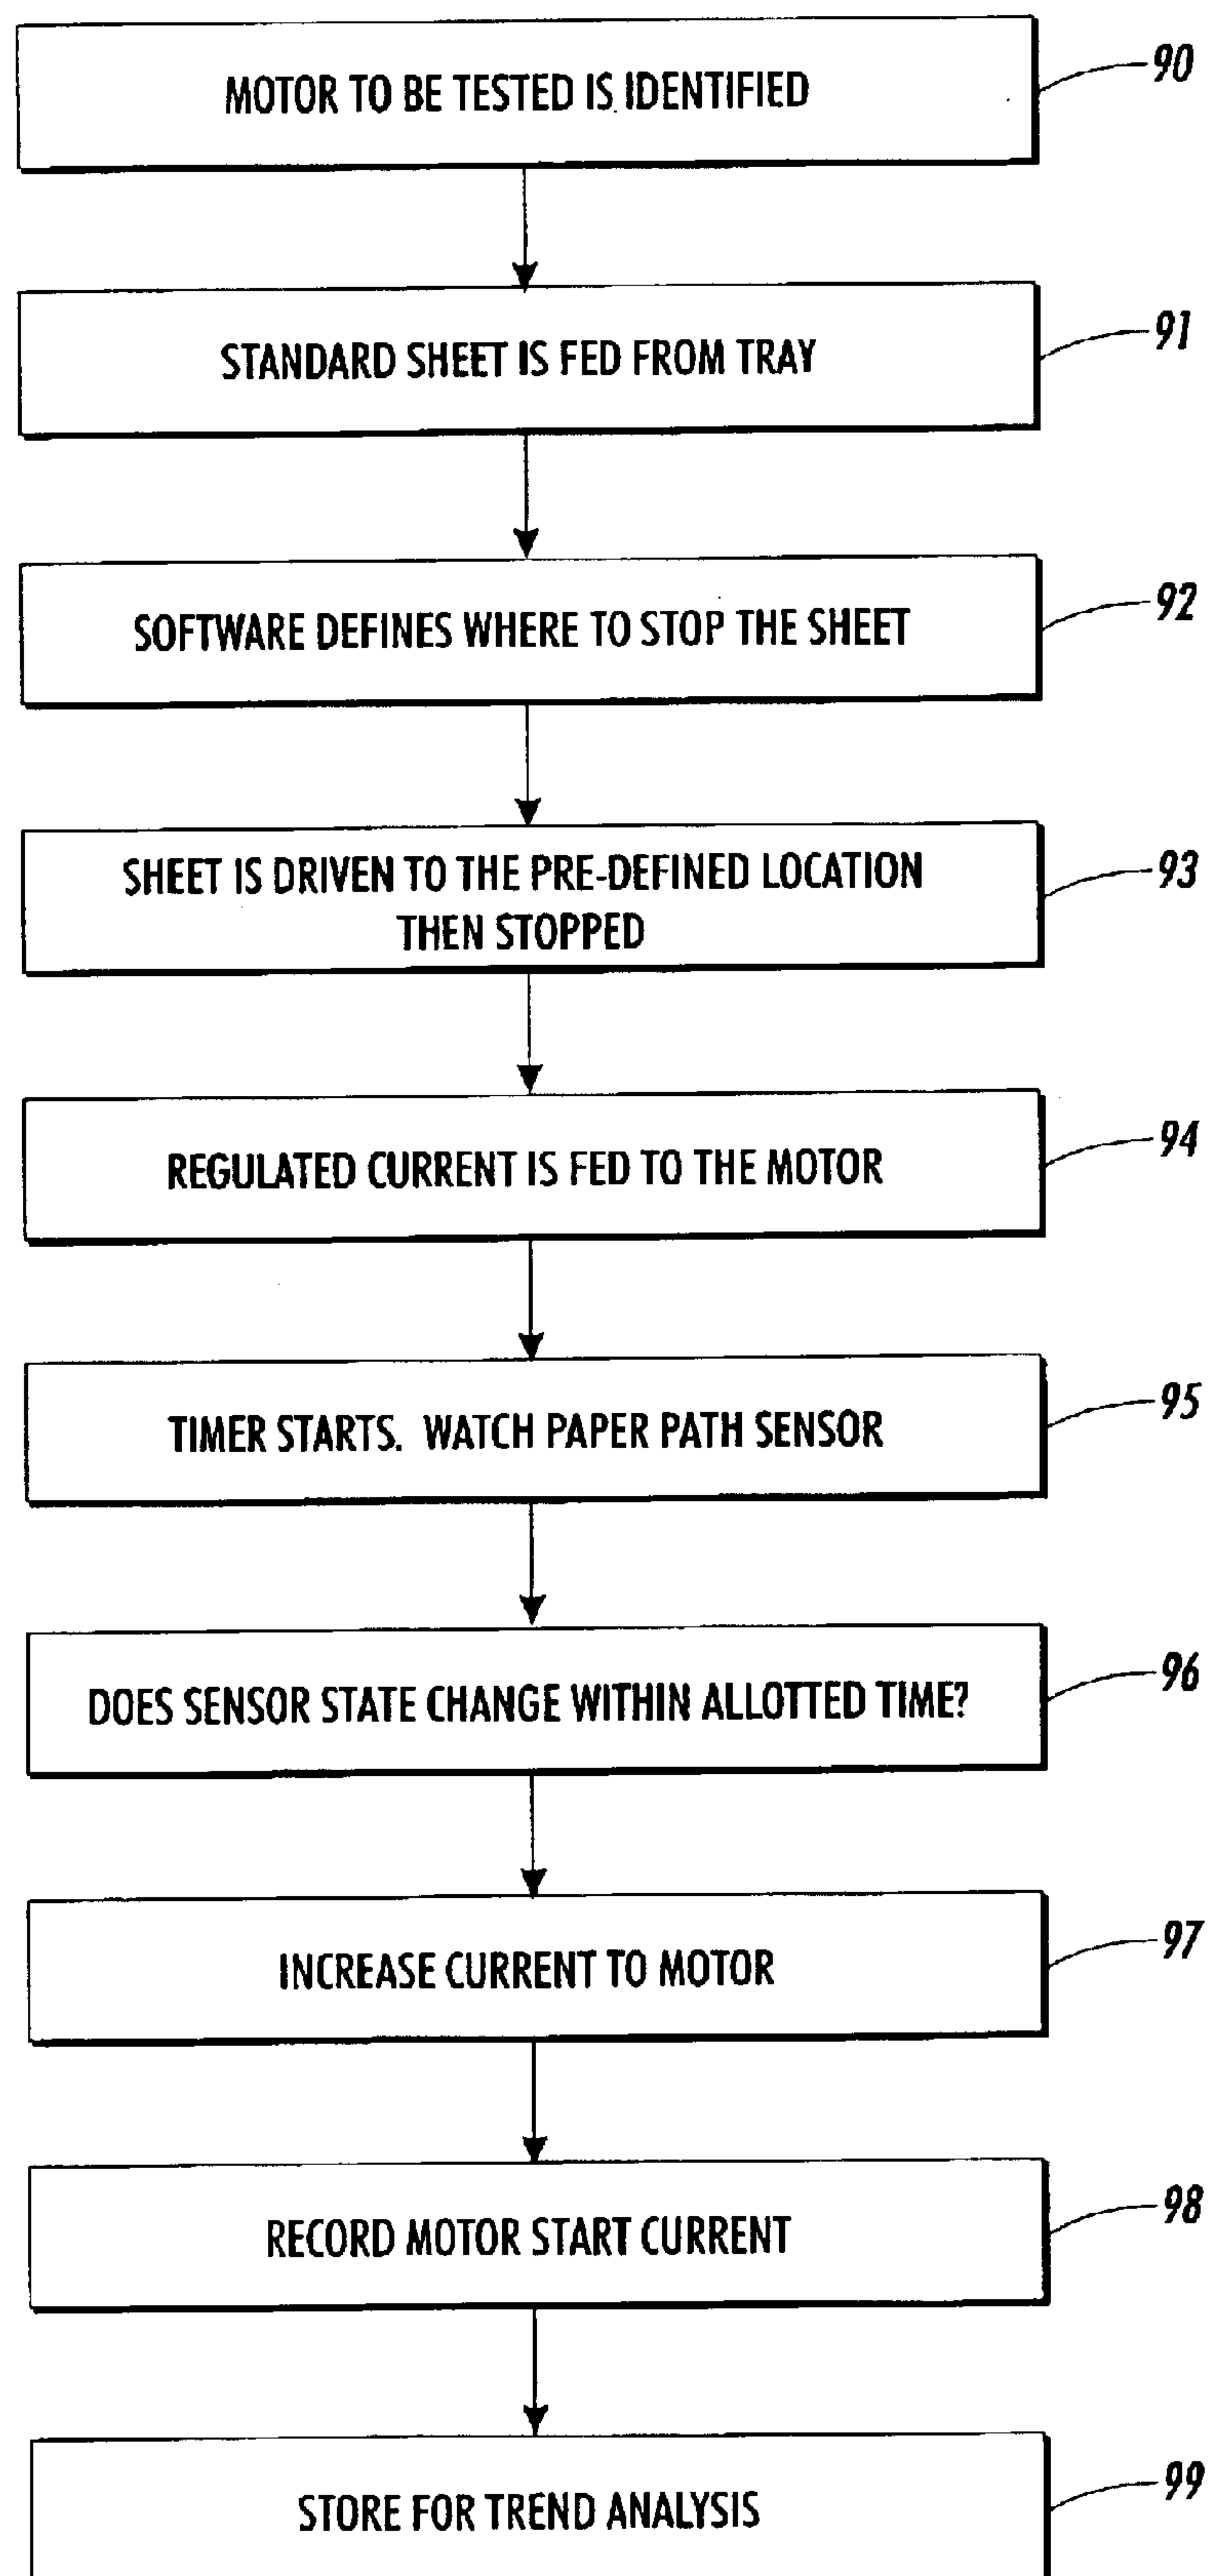 MOTOR TO BE TESTED IS IDENTIFIED
90
STANDARD SHEET IS FED FROM TRAY
91
SOFTWARE DEFINES WHERE TO STOP THE SHEET
92
SHEET IS DRIVEN TO THE PRE-DEFINED LOCATION
THEN STOPPED
93
REGULATED CURRENT IS FED TO THE MOTOR
94
TIMER STARTS. WATCH PAPER PATH SENSOR
95
DOES SENSOR STATE CHANGE WITHIN ALLOTTED TIME?
96
INCREASE CURRENT TO MOTOR
97
RECORD MOTOR START CURRENT
98
STORE FOR TREND ANALYSIS
99